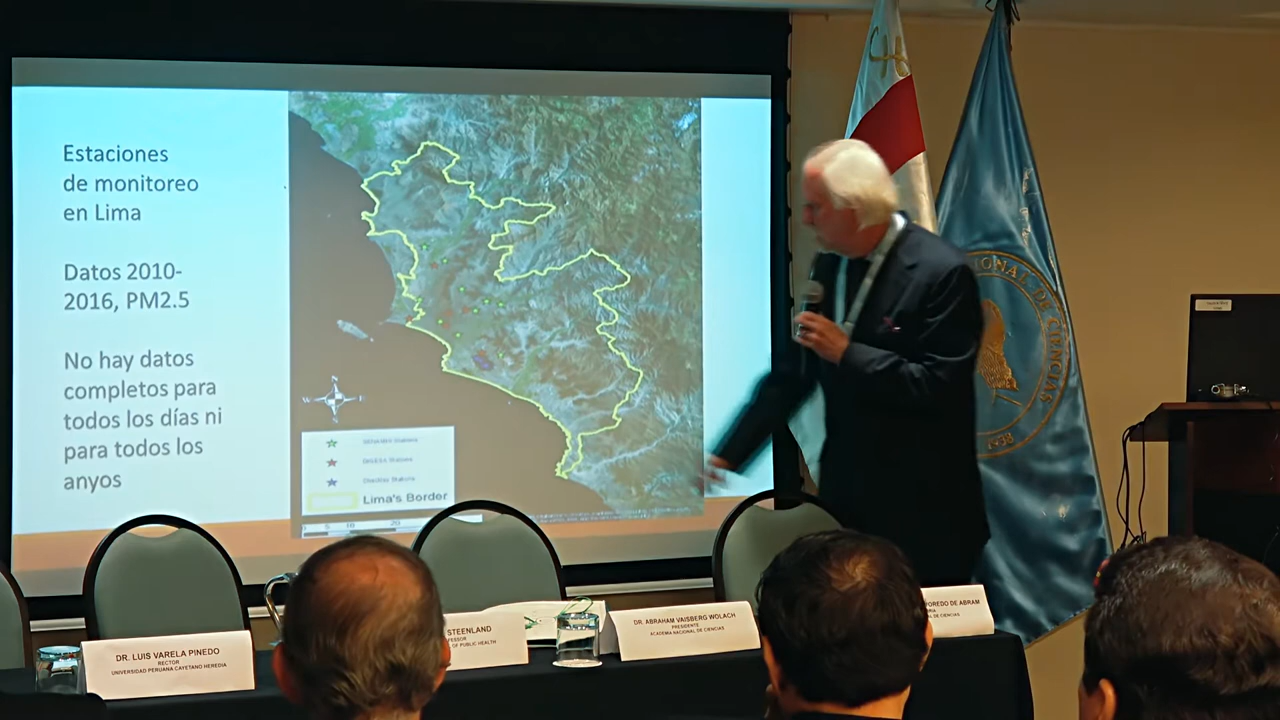 Estaciones
de monitoreo
en Lima
Datos 2010-
2016, PM2.5
No hay datos
completos para
todos los días ni
para todos los
anyos
Lima's Border
DR. LUIS VARELA PINEDO
RECTOR
UNIVERSIDAD PERUANA CAYETANO HEREDIA
STEENLAND
OF PUBLIC HEALTH
DR. ABRAHAM VAISBERG WOLACH
PRESIDENTE
ACADEMIA NACIONAL DE CIENCIAS
DE ABRAM
DE CIENCIAS
DE CIENCIAS